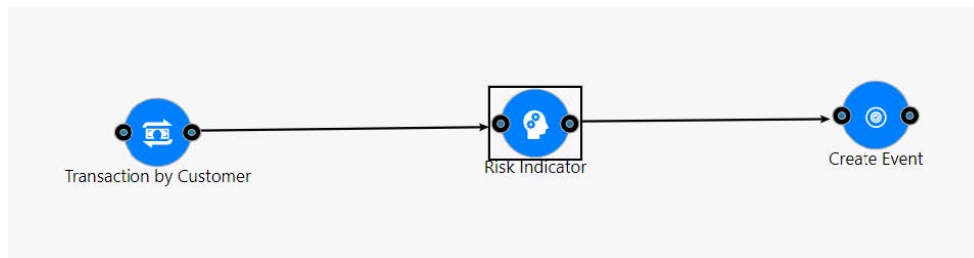 Transaction by Customer
Risk Indicator
Create Event